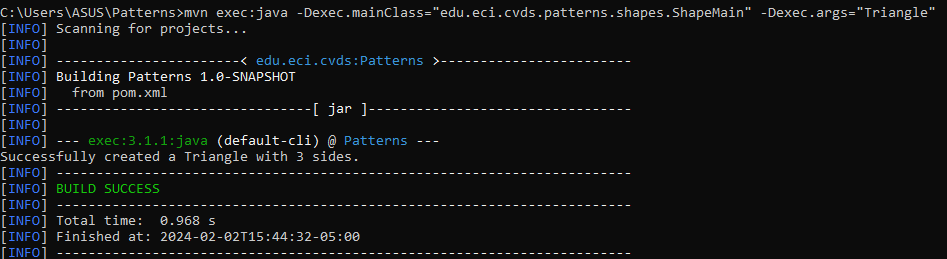 C:\Users\ASUS\Patterns>mvn exec:java -Dexec.mainClass="edu.eci.cvds.patterns.shapes.ShapeMain" -Dexec.args="Triangle"
[INFO] Scanning for projects...
[INFO]
[INFO] -----------------------< edu.eci.cvds:Patterns >------------------------
[INFO] Building Patterns 1.0-SNAPSHOT
[INFO]   from pom.xml
[INFO] --------------------------------[ jar ]---------------------------------
[INFO]
[INFO] --- exec:3.1.1:java (default-cli) @ Patterns ---
Successfully created a Triangle with 3 sides.
[INFO] ------------------------------------------------------------------------
[INFO] BUILD SUCCESS
[INFO] ------------------------------------------------------------------------
[INFO] Total time:  0.968 s
[INFO] Finished at: 2024-02-02T15:44:32-05:00
[INFO] ------------------------------------------------------------------------